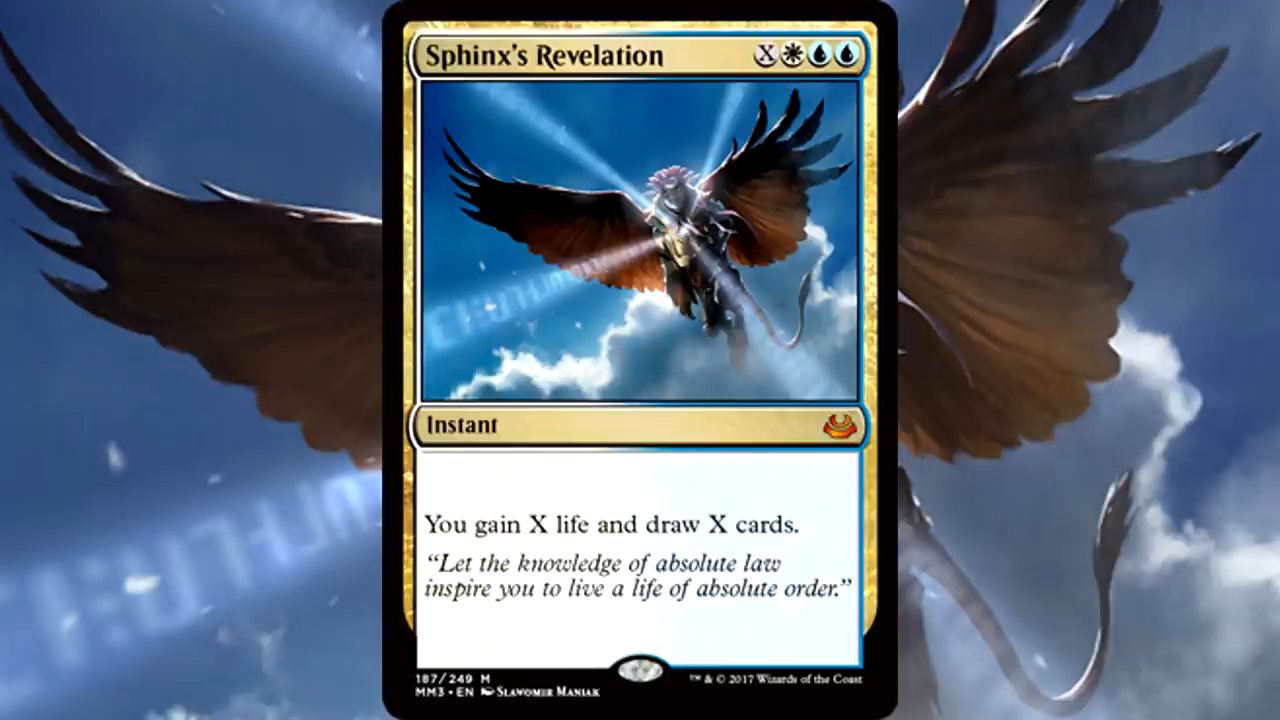 Sphinx's Revelation X
Instant
You gain X life and draw X cards.
“Let the knowledge of absolute law
inspire you to live a life of absolute order.”
187/249 M
MM3 • EN Slawomir Maniak
™ & © 2017 Wizards of the Coast